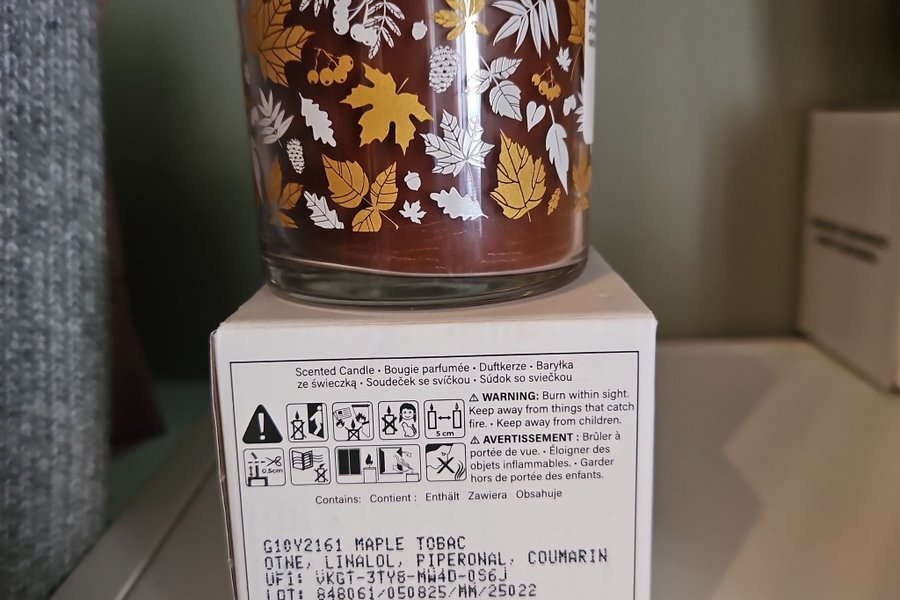 Scented Candle • Bougie parfumée • Duftkerze • Baryłka
ze świeczką • Soudeček se svíčkou • Súdok so sviečkou
⚠ WARNING: Burn within sight.
Keep away from things that catch
fire. • Keep away from children.
5 cm
⚠ AVERTISSEMENT : Brûler à
portée de vue. • Éloigner des
objets inflammables. • Garder
hors de portée des enfants.
0.5cm
Contains: Contient : Enthält Zawiera Obsahuje
G10Y2161 MAPLE TOBAC
OTNE, LINALOL, PIPERONAL, COUMARIN
UFI: VKGT-3TY8-MW4D-QS6J
LOT: 848061/050825/MM/25022